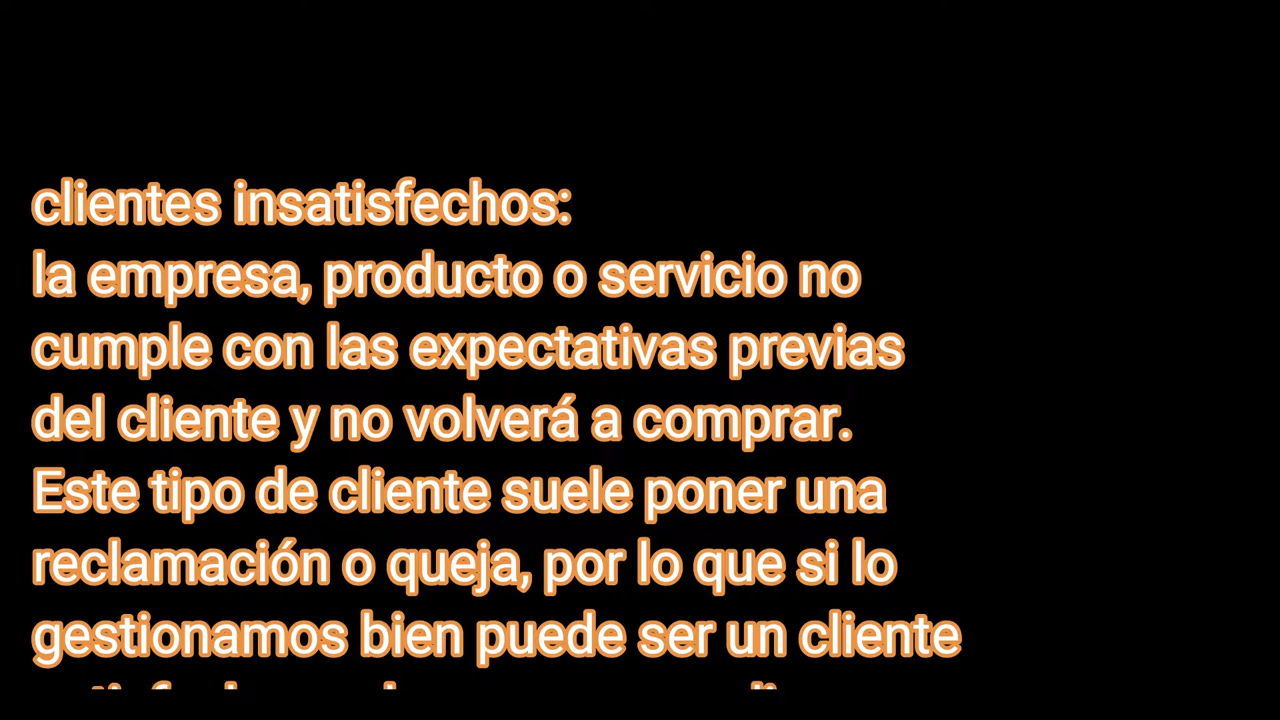 clientes insatisfechos:
la empresa, producto o servicio no
cumple con las expectativas previas
del cliente y no volverá a comprar.
Este tipo de cliente suele poner una
reclamación o queja, por lo que si lo
gestionamos bien puede ser un cliente